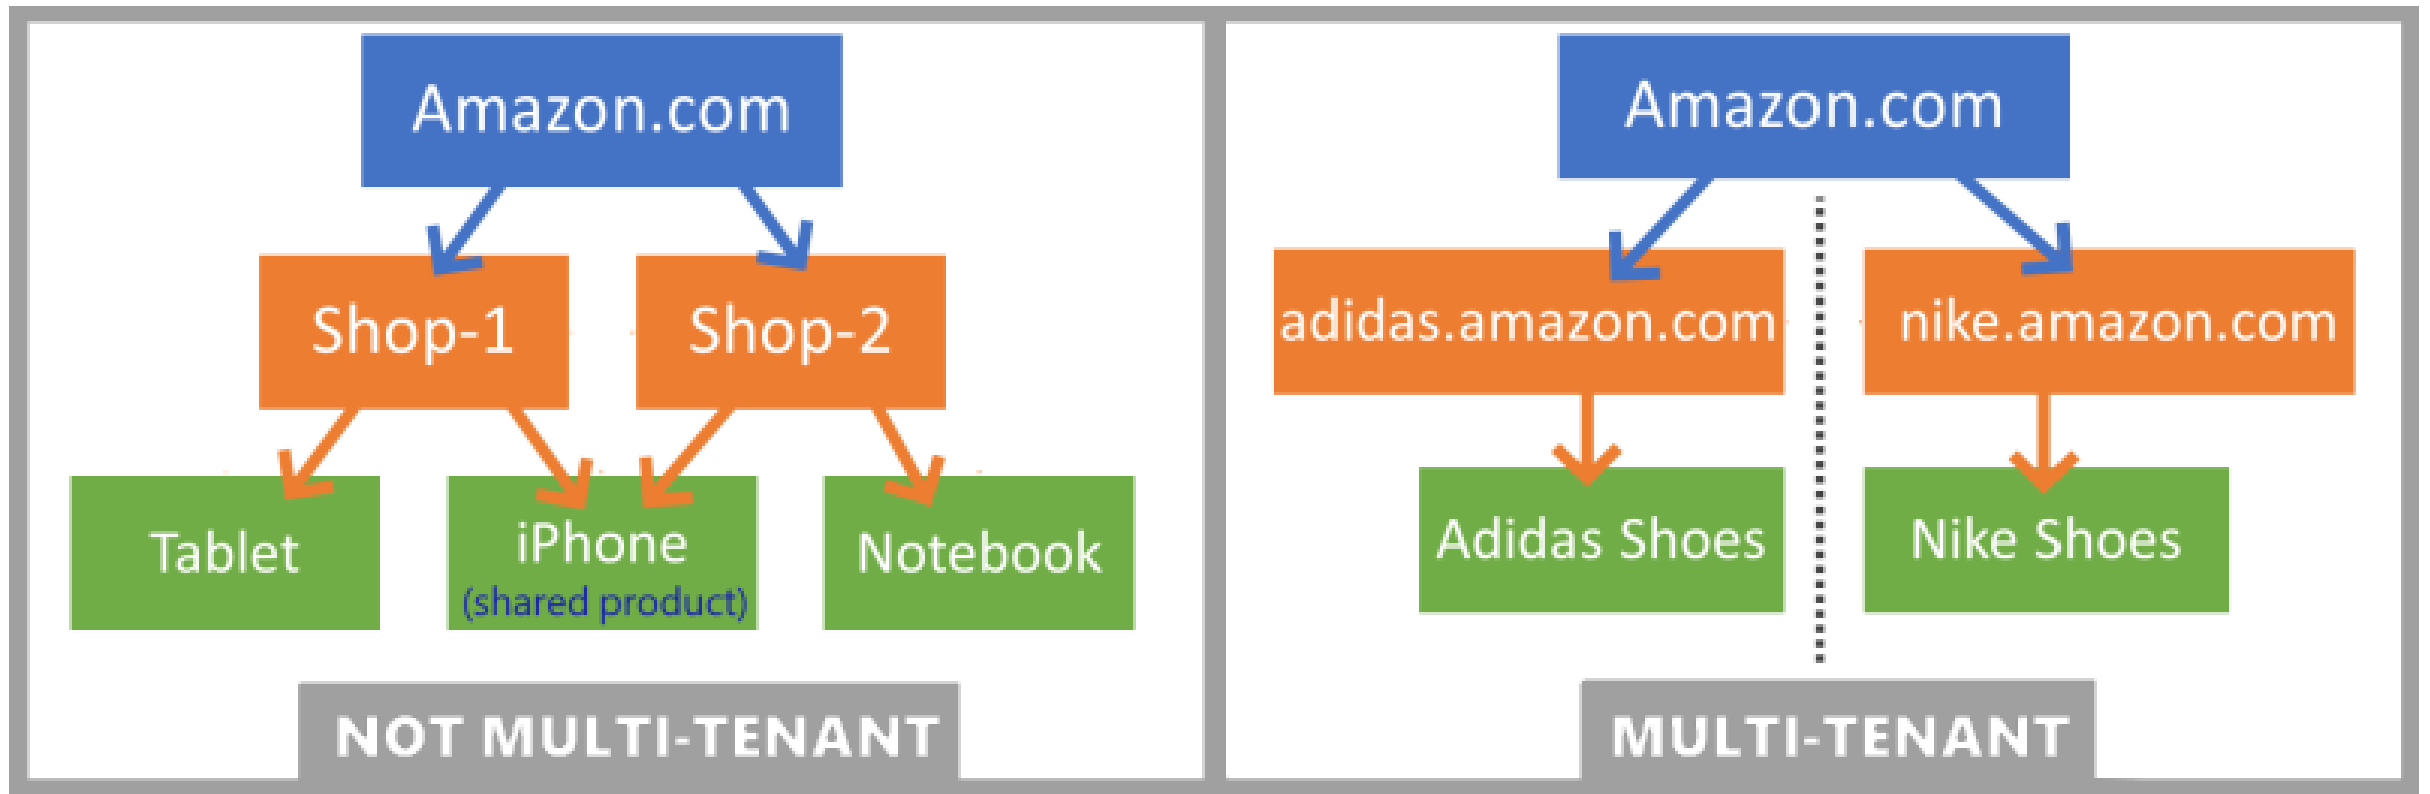 Amazon.com
Shop-1
Shop-2
Tablet
iPhone
(shared product)
Notebook
NOT MULTI-TENANT
Amazon.com
adidas.amazon.com
nike.amazon.com
Adidas Shoes
Nike Shoes
MULTI-TENANT